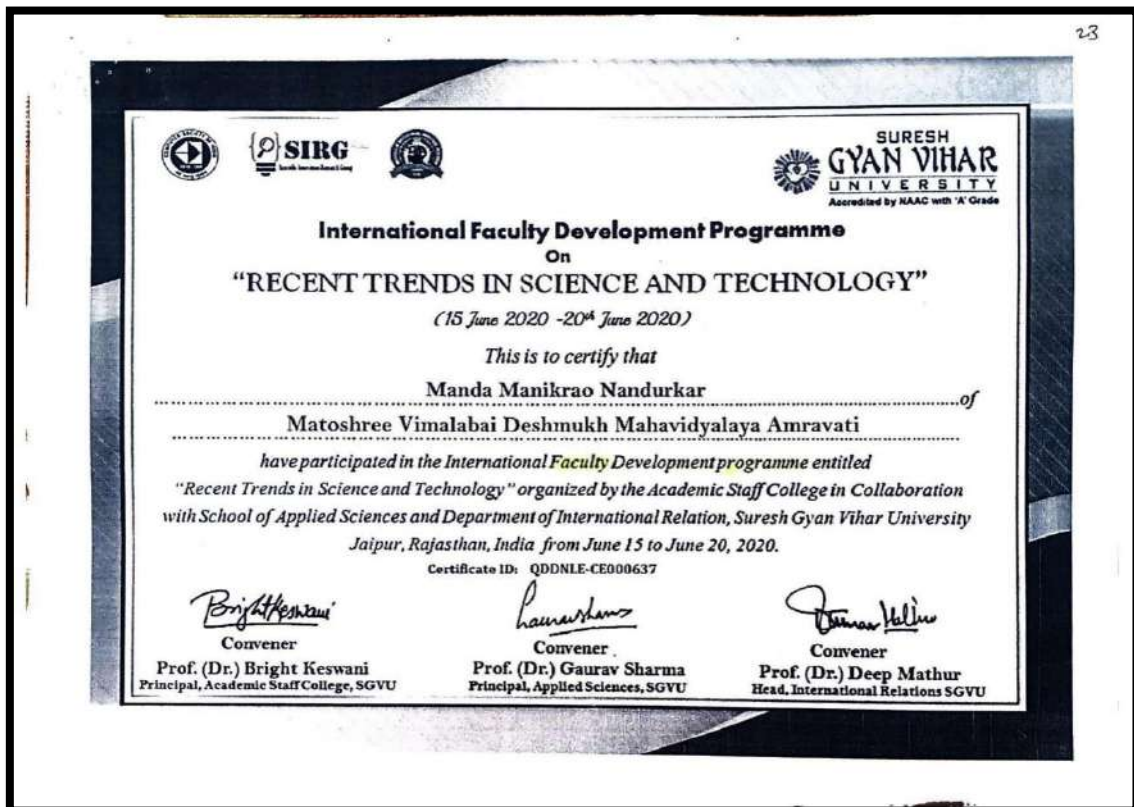 23
SIRG
SURESH
GYAN VIHAR
UNIVERSITY
Accredited by NAAC with 'A' Grade
International Faculty Development Programme
On
"RECENT TRENDS IN SCIENCE AND TECHNOLOGY"
(15 June 2020 -20th June 2020)
This is to certify that
Manda Manikrao Nandurkar
of
Matoshree Vimalabai Deshmukh Mahavidyalaya Amravati
have participated in the International Faculty Development programme entitled
"Recent Trends in Science and Technology" organized by the Academic Staff College in Collaboration
with School of Applied Sciences and Department of International Relation, Suresh Gyan Vihar University
Jaipur, Rajasthan, India from June 15 to June 20, 2020.
Certificate ID: QDDNLE-CE000637
Convener
Prof. (Dr.) Bright Keswani
Principal, Academic Staff College, SGVU
Convener
Prof. (Dr.) Gaurav Sharma
Principal, Applied Sciences, SGVU
Convener
Prof. (Dr.) Deep Mathur
Head, International Relations SGVU